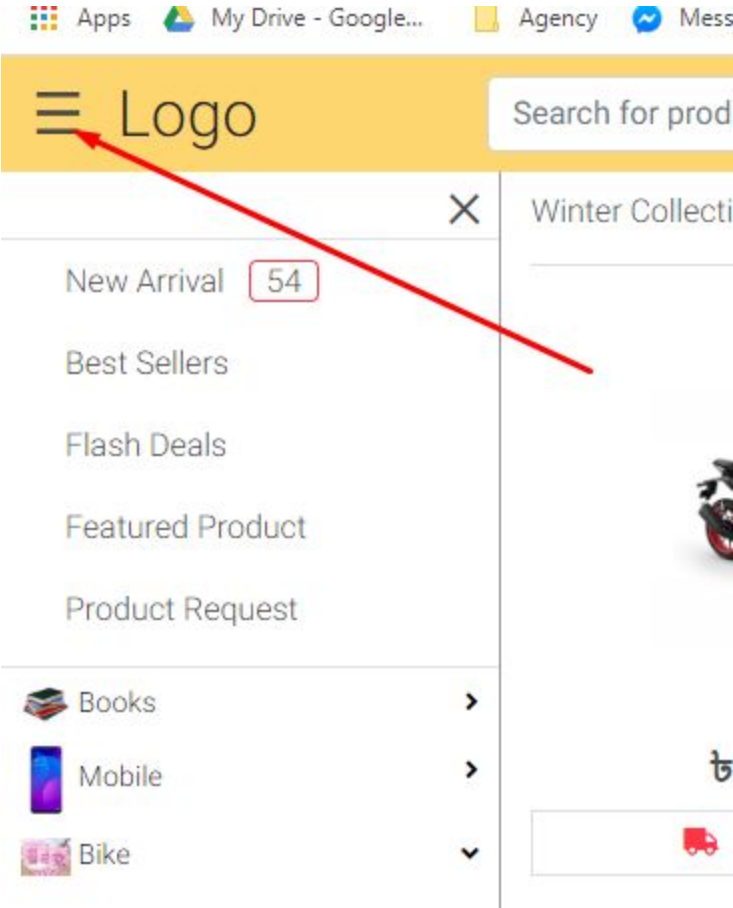 Apps My Drive - Google... Agency Mess
Logo Search for prod
Winter Collecti
New Arrival 54
Best Sellers
Flash Deals
Featured Product
Product Request
Books
Mobile
৳
Bike